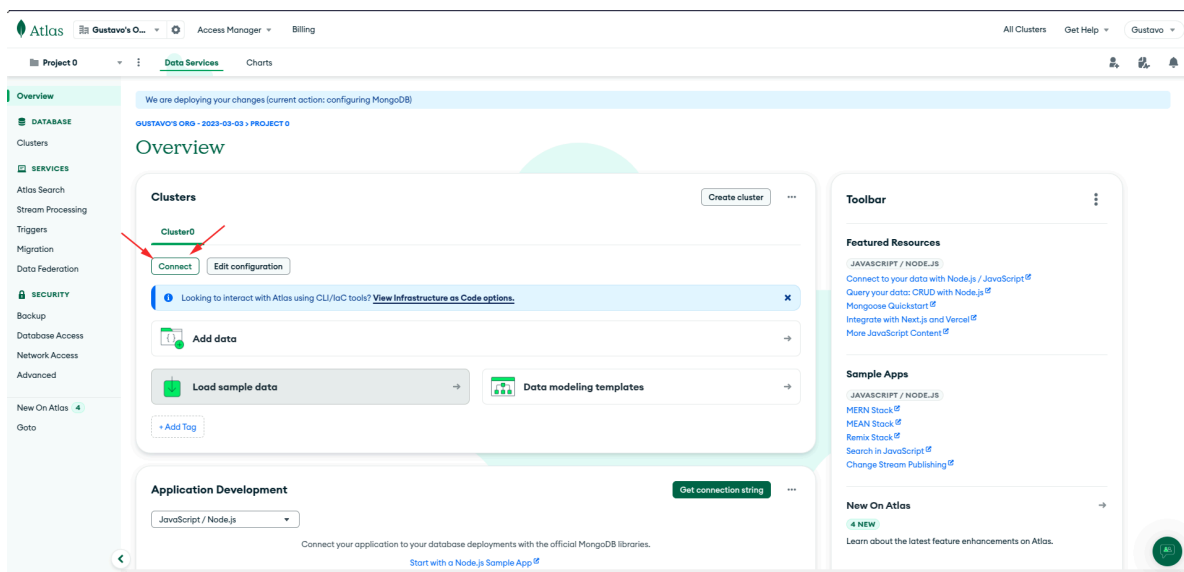 Atlas
Gustavo's O...
Access Manager
Billing
All Clusters
Get Help
Gustavo
Project 0
Data Services
Charts
Overview
DATABASE
Clusters
SERVICES
Atlas Search
Stream Processing
Triggers
Migration
Data Federation
SECURITY
Backup
Database Access
Network Access
Advanced
New On Atlas 4
Goto
We are deploying your changes (current action: configuring MongoDB)
GUSTAVO'S ORG - 2023-03-03 > PROJECT 0
Overview
Clusters
Create cluster
Cluster0
Connect
Edit configuration
Looking to interact with Atlas using CLI/IaC tools? View Infrastructure as Code options.
Add data
Load sample data
Data modeling templates
+ Add Tag
Application Development
Get connection string
JavaScript / Node.js
Connect your application to your database deployments with the official MongoDB libraries.
Start with a Node.js Sample App
Toolbar
Featured Resources
JAVASCRIPT / NODE.JS
Connect to your data with Node.js / JavaScript
Query your data: CRUD with Node.js
Mongoose Quickstart
Integrate with Next.js and Vercel
More JavaScript Content
Sample Apps
JAVASCRIPT / NODE.JS
MERN Stack
MEAN Stack
Remix Stack
Search in JavaScript
Change Stream Publishing
New On Atlas
4 NEW
Learn about the latest feature enhancements on Atlas.